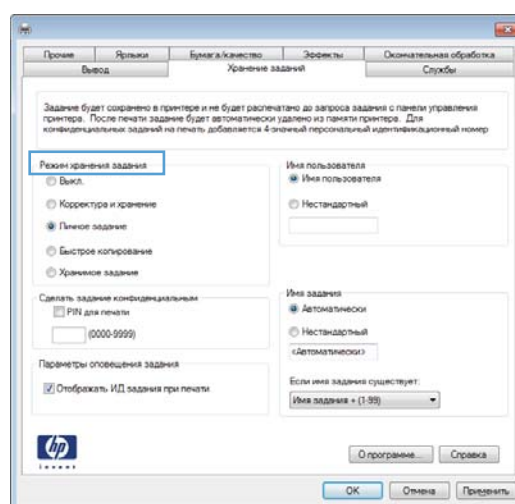 Прочие Ярлыки Бумага/качество Эффекты Окончательная обработка
Вывод Хранение заданий Службы
Задание будет сохранено в принтере и не будет распечатано до запроса задания с панели управления
принтера. После печати задание будет автоматически удалено из памяти принтера. Для
конфиденциальных заданий на печать добавляется 4-значный персональный идентификационный номер
Режим хранения задания
Выкл.
Корректура и хранение
Личное задание
Быстрое копирование
Хранимое задание
Имя пользователя
Имя пользователя
Нестандартный
Сделать задание конфиденциальным
PIN для печати
(0000-9999)
Имя задания
Автоматически
Нестандартный
<Автоматически>
Параметры оповещения задания
Отображать ИД задания при печати
Если имя задания существует:
Имя задания + (1-99)
hp
invent
О программе... Справка
OK Отмена Применить